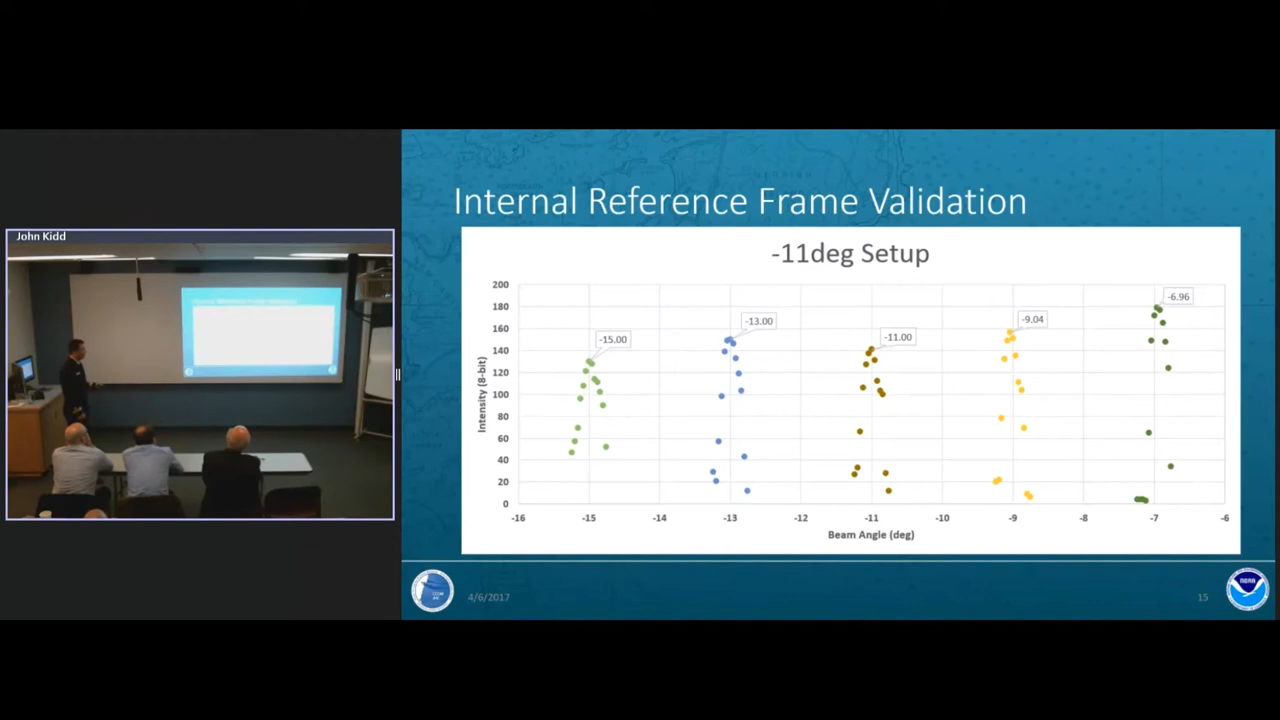 John Kidd
Internal Reference Frame Validation
-11deg Setup
200
180
160
140
120
100
80
60
40
20
0
Intensity (8-bit)
-15.00
-13.00
-11.00
-9.04
-6.96
-16 -15 -14 -13 -12 -11 -10 -9 -8 -7 -6
Beam Angle (deg)
4/6/2017
15
NOAA